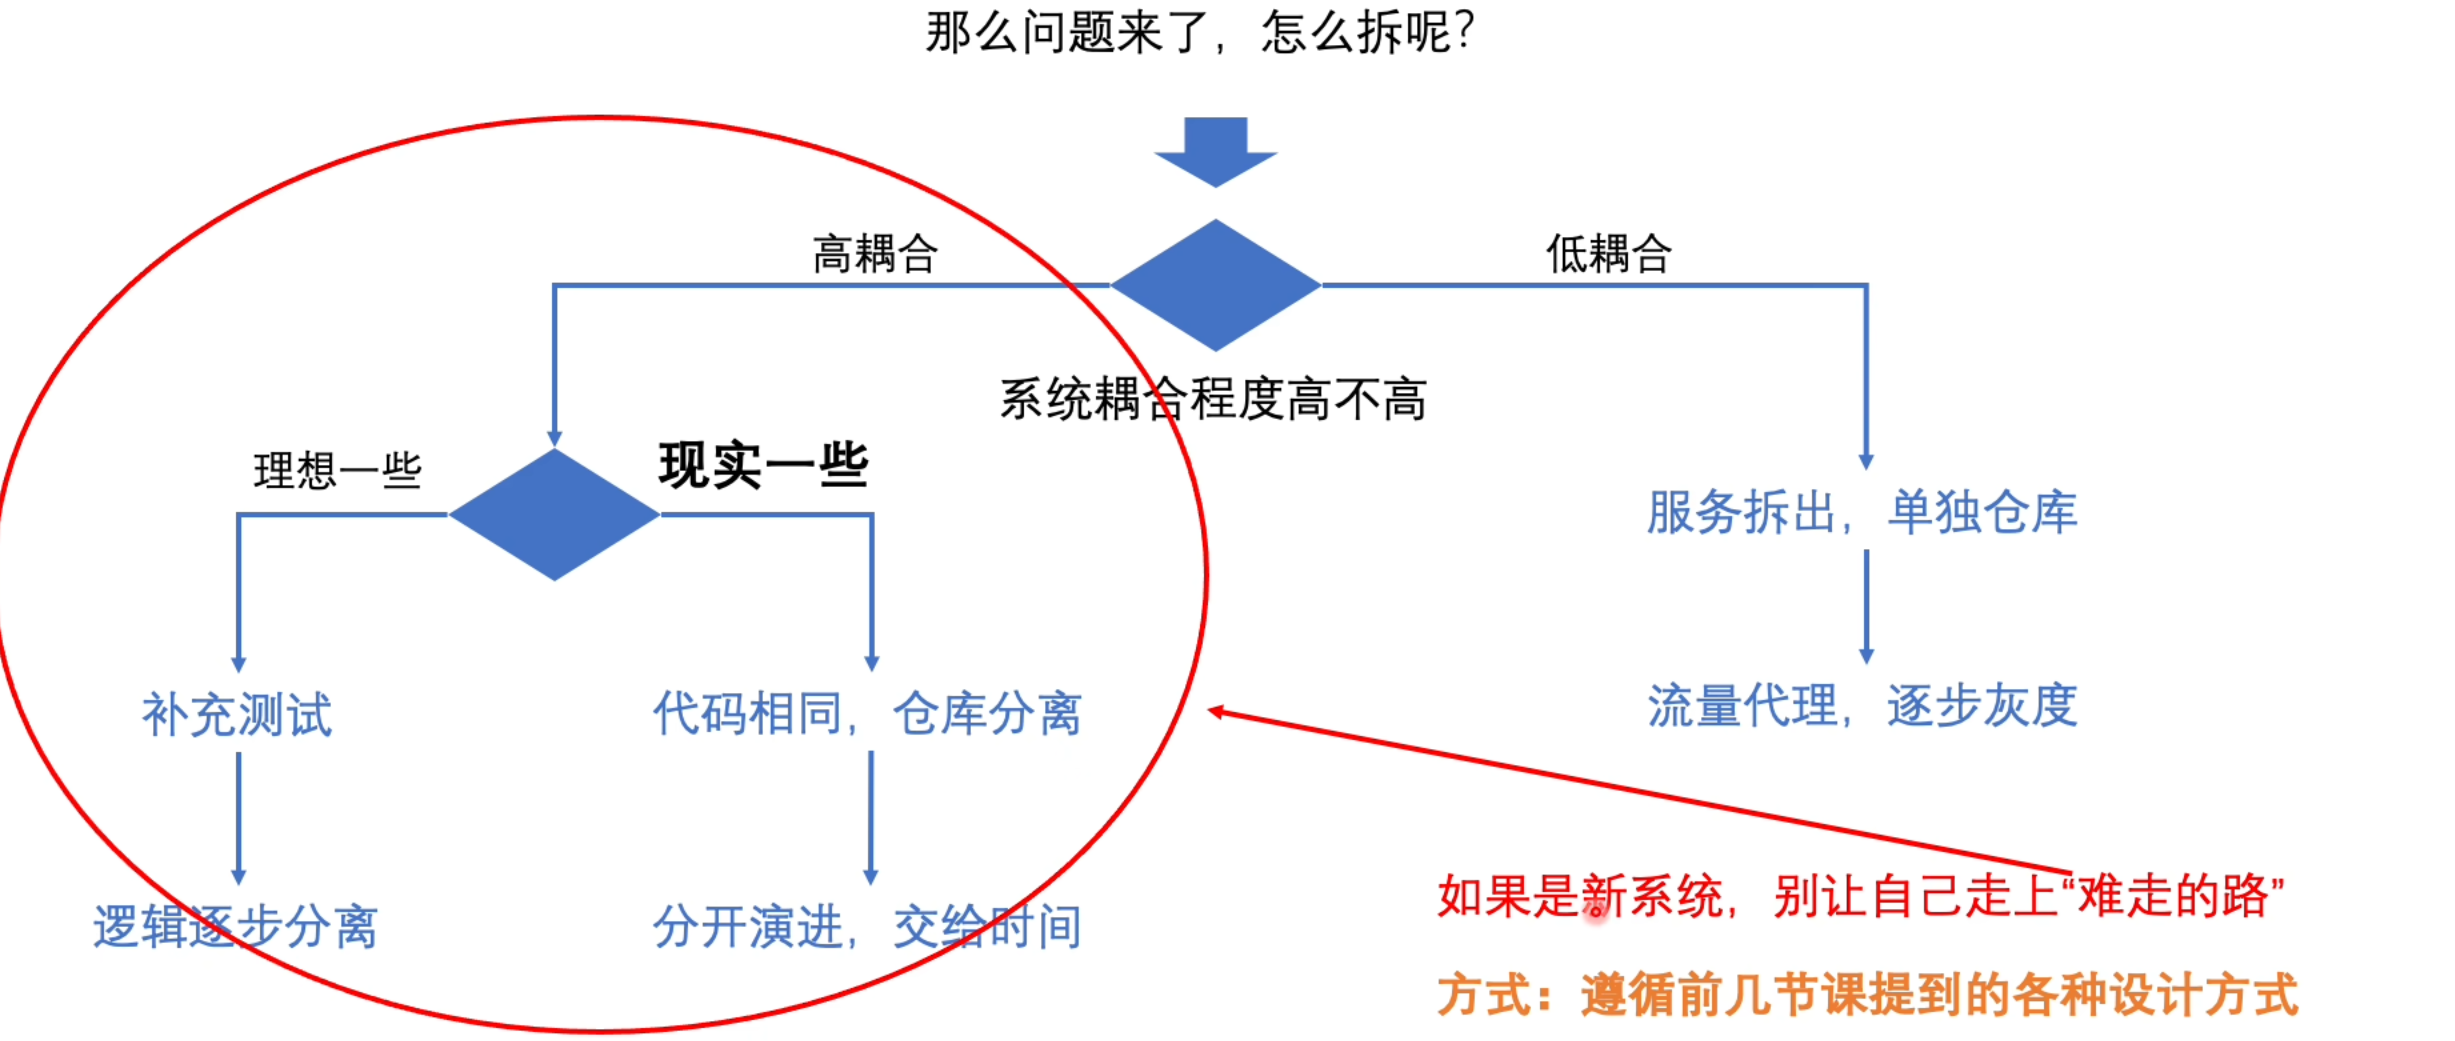 那么问题来了，怎么拆呢？
高耦合
低耦合
系统耦合程度高不高
理想一些
现实一些
服务拆出，单独仓库
补充测试
代码相同，仓库分离
流量代理，逐步灰度
逻辑逐步分离
分开演进，交给时间
如果是新系统，别让自己走上“难走的路”
方式：遵循前几节课提到的各种设计方式